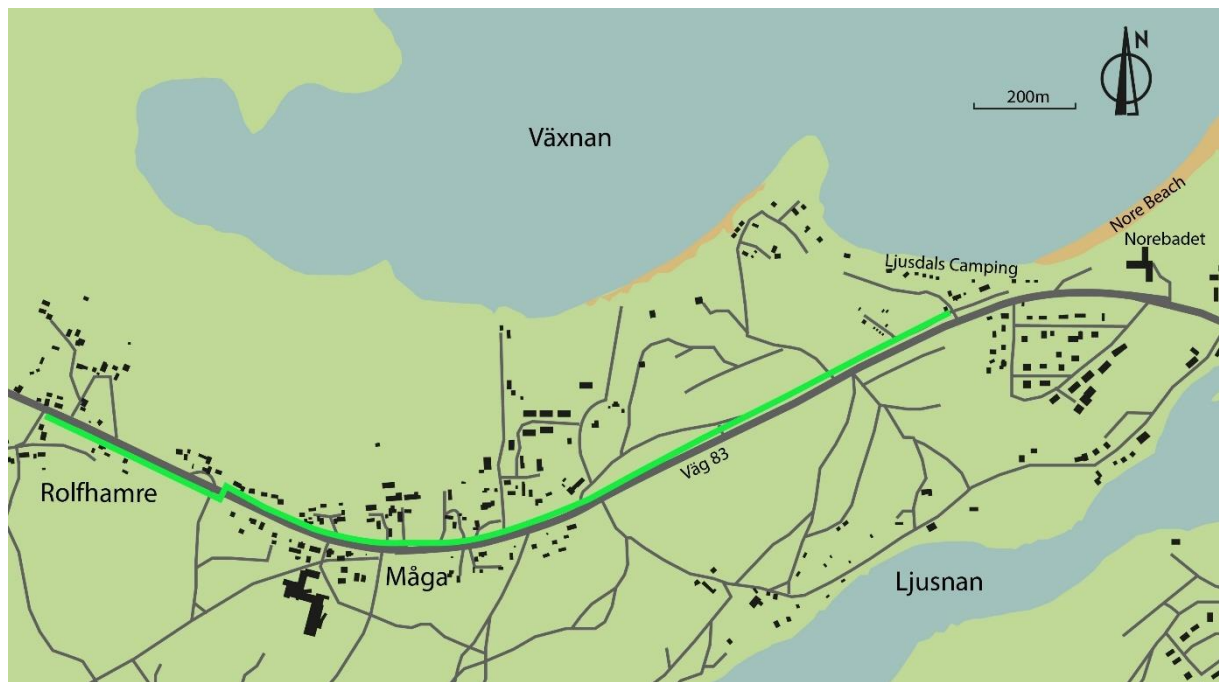 N
200m
Växnan
Nore Beach
Norebadet
Ljusdals Camping
Väg 83
Rolfhamre
Måga
Ljusnan